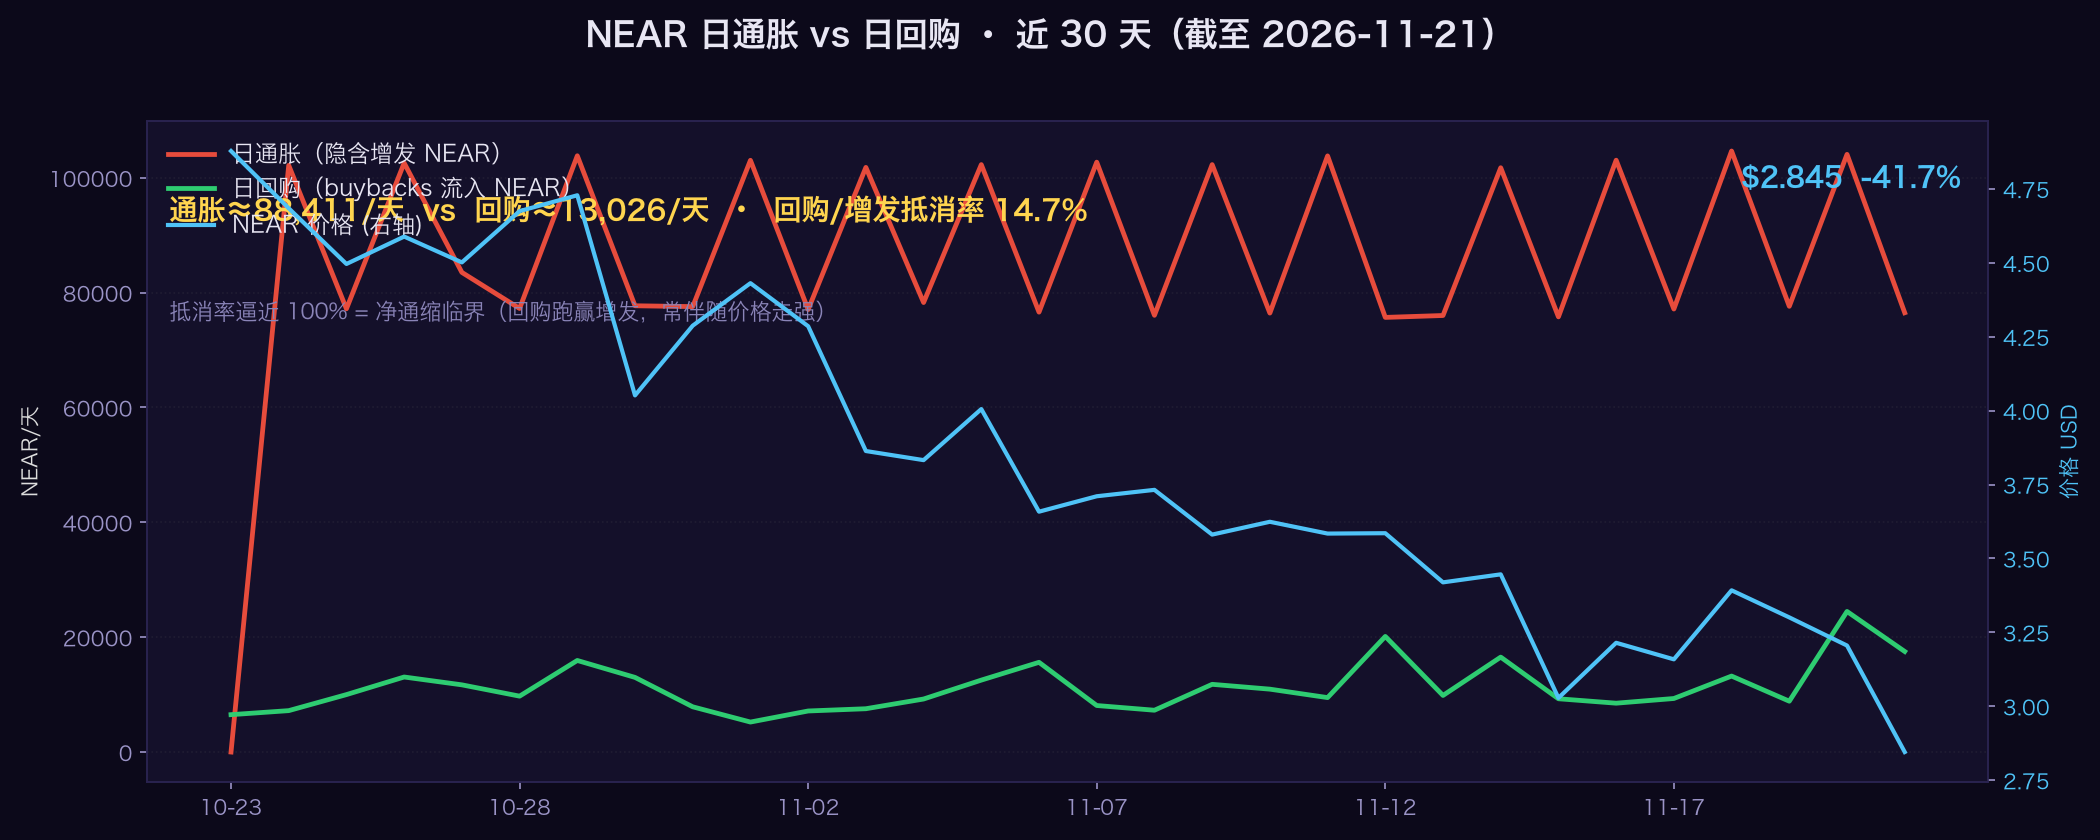 NEAR 日通胀 vs 日回购 · 近 30 天（截至 2026-11-21）
日通胀（隐含增发 NEAR）
日回购（buybacks 流入 NEAR）
通胀≈88,411/天 vs 回购≈13,026/天 · 回购/增发抵消率 14.7%
NEAR 价格 (右轴)
$2.845 -41.7%
抵消率逼近 100% = 净通缩临界（回购跑赢增发，常伴随价格走强）
NEAR/天
100000
80000
60000
40000
20000
0
价格 USD
4.75
4.50
4.25
4.00
3.75
3.50
3.25
3.00
2.75
10-23
10-28
11-02
11-07
11-12
11-17